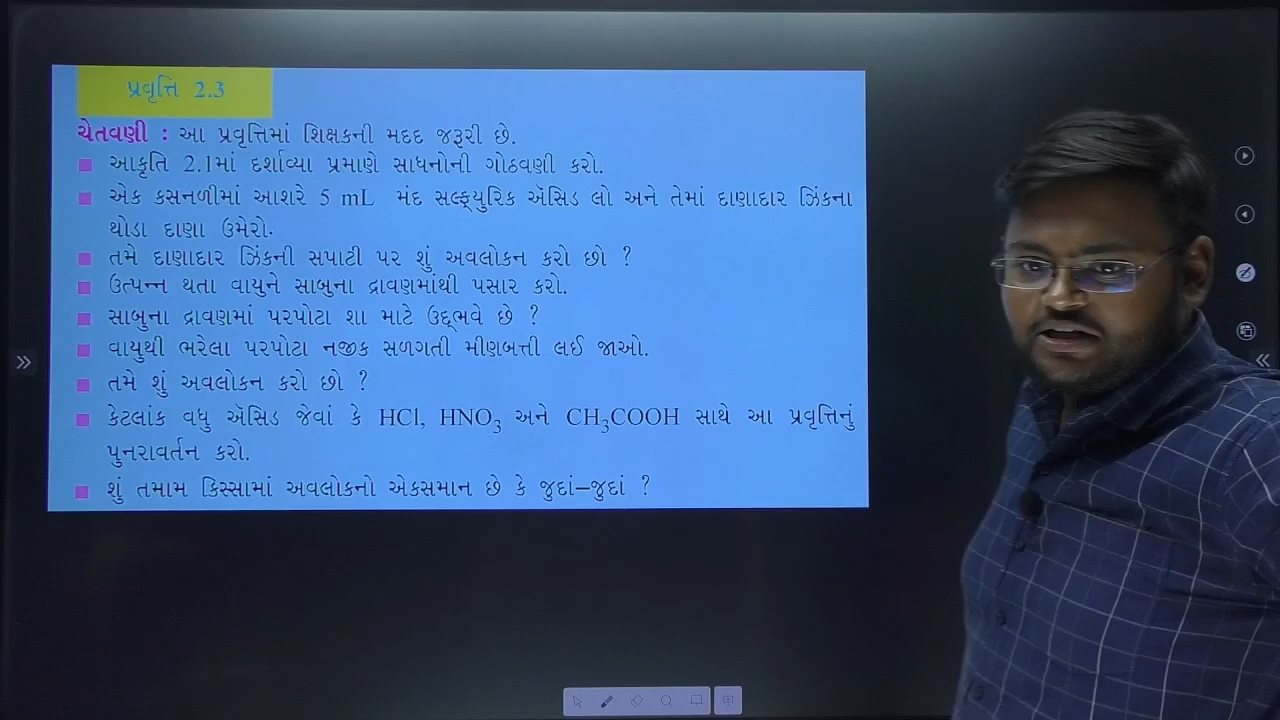 પ્રવૃત્તિ 2.3
ચેતવણી : આ પ્રવૃત્તિમાં શિક્ષકની મદદ જરૂરી છે.
આકૃતિ 2.1માં દર્શાવ્યા પ્રમાણે સાધનોની ગોઠવણી કરો.
એક કસનળીમાં આશરે 5 mL મંદ સલ્ફ્યુરિક ઍસિડ લો અને તેમાં દાણાદાર ઝિંકના
થોડા દાણા ઉમેરો.
તમે દાણાદાર ઝિંકની સપાટી પર શું અવલોકન કરો છો ?
ઉત્પન્ન થતા વાયુને સાબુના દ્રાવણમાંથી પસાર કરો.
સાબુના દ્રાવણમાં પરપોટા શા માટે ઉદ્ભવે છે ?
વાયુથી ભરેલા પરપોટા નજીક સળગતી મીણબત્તી લઈ જાઓ.
તમે શું અવલોકન કરો છો ?
કેટલાંક વધુ ઍસિડ જેવાં કે HCl, HNO₃ અને CH₃COOH સાથે આ પ્રવૃત્તિનું
પુનરાવર્તન કરો.
શું તમામ કિસ્સામાં અવલોકનો એકસમાન છે કે જુદાં–જુદાં ?